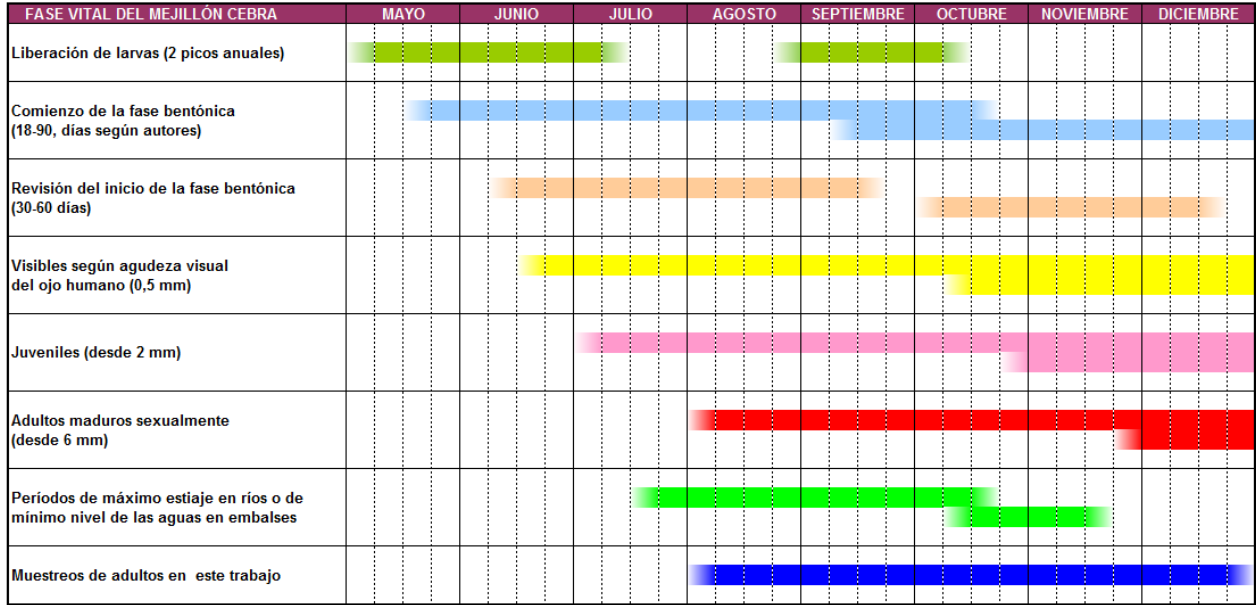 FASE VITAL DEL MEJILLÓN CEBRA MAYO JUNIO JULIO AGOSTO SEPTIEMBRE OCTUBRE NOVIEMBRE DICIEMBRE
Liberación de larvas (2 picos anuales)
Comienzo de la fase bentónica
(18-90, días según autores)
Revisión del inicio de la fase bentónica
(30-60 días)
Visibles según agudeza visual
del ojo humano (0,5 mm)
Juveniles (desde 2 mm)
Adultos maduros sexualmente
(desde 6 mm)
Períodos de máximo estiaje en ríos o de
mínimo nivel de las aguas en embalses
Muestreos de adultos en este trabajo